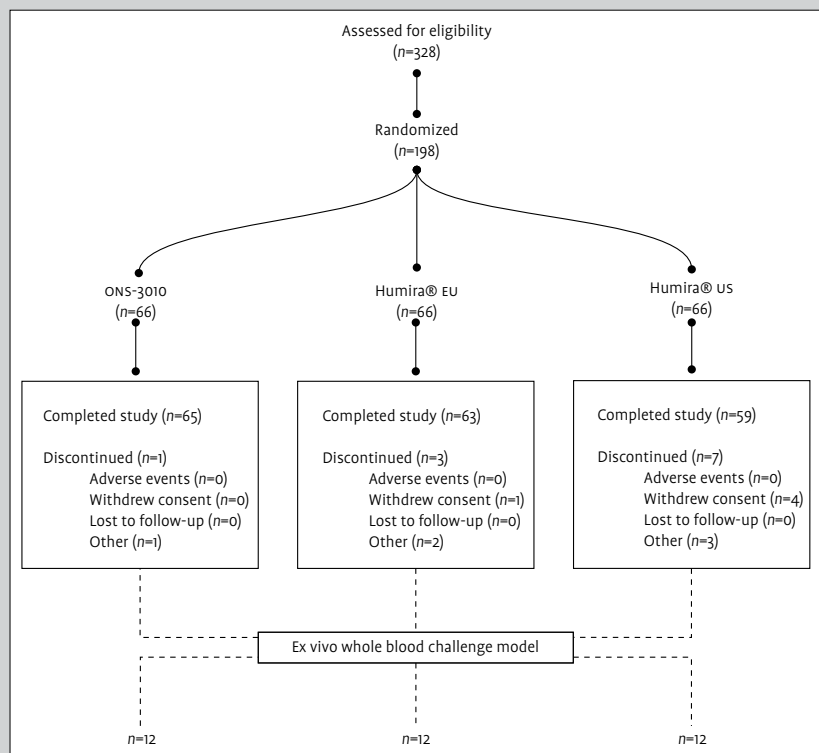 Assessed for eligibility
(n=328)
Randomized
(n=198)
ONS-3010
(n=66)
Humira® EU
(n=66)
Humira® US
(n=66)
Completed study (n=65)
Discontinued (n=1)
Adverse events (n=0)
Withdrew consent (n=0)
Lost to follow-up (n=0)
Other (n=1)
Completed study (n=63)
Discontinued (n=3)
Adverse events (n=0)
Withdrew consent (n=1)
Lost to follow-up (n=0)
Other (n=2)
Completed study (n=59)
Discontinued (n=7)
Adverse events (n=0)
Withdrew consent (n=4)
Lost to follow-up (n=0)
Other (n=3)
Ex vivo whole blood challenge model
n=12
n=12
n=12